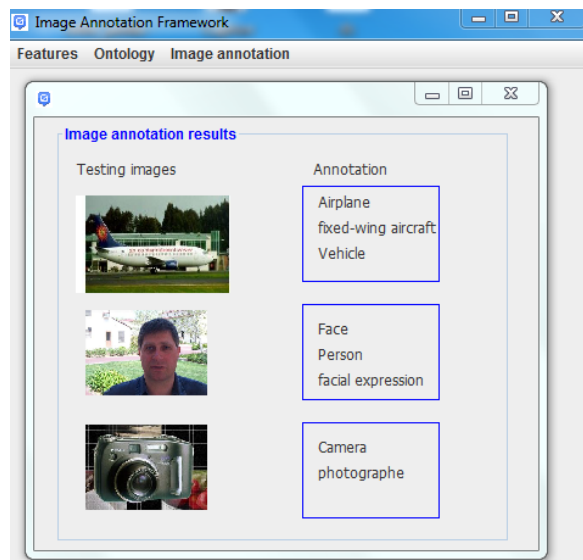 Image Annotation Framework
Features Ontology Image annotation
Image annotation results
Testing images Annotation
Airplane
fixed-wing aircraft
Vehicle
Face
Person
facial expression
Camera
photographe